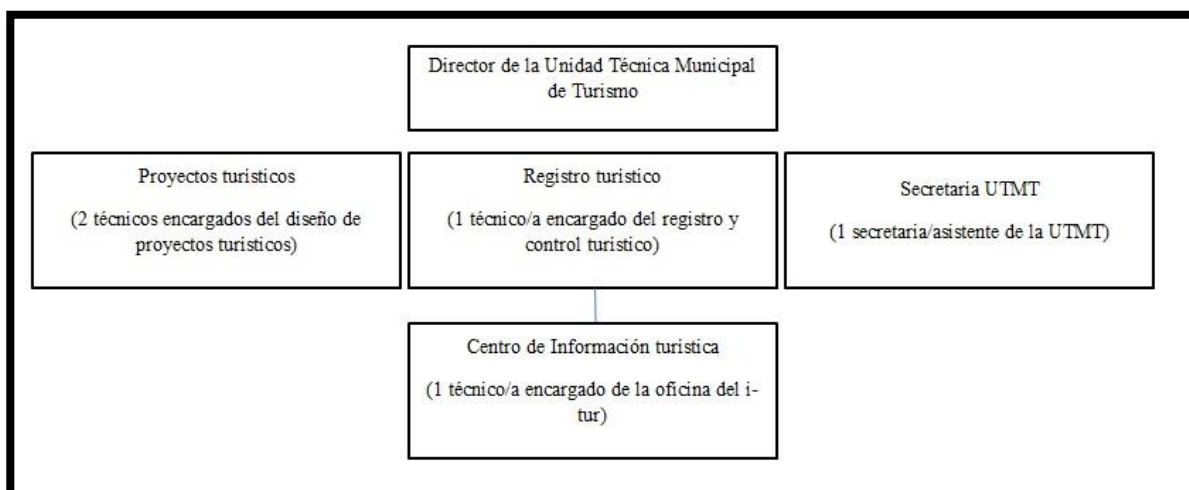 Director de la Unidad Técnica Municipal
de Turismo
Proyectos turisticos
(2 técnicos encargados del diseño de
proyectos turisticos)
Registro turistico
(1 técnico/a encargado del registro y
control turistico)
Secretaria UTMT
(1 secretaria/asistente de la UTMT)
Centro de Información turistica
(1 técnico/a encargado de la oficina del i-
tur)